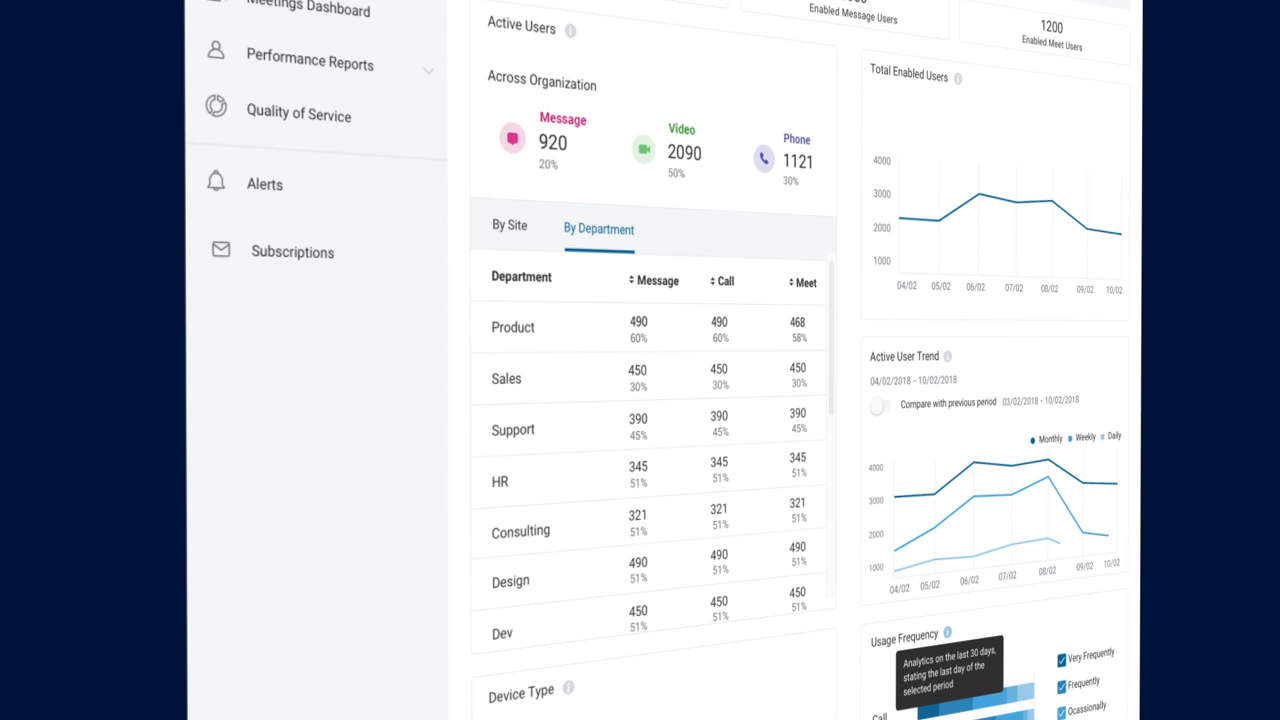 Meetings Dashboard
Performance Reports
Quality of Service
Alerts
Subscriptions
Enabled Message Users
1200
Enabled Meet Users
Active Users
Across Organization
Message
920
20%
Video
2090
50%
Phone
1121
30%
By Site By Department
Department Message Call Meet
Product 490 490 468
60% 60% 58%
Sales 450 450 450
30% 30% 30%
Support 390 390 390
45% 45% 45%
HR 345 345 345
51% 51% 51%
Consulting 321 321 321
51% 51% 51%
Design 490 490 490
51% 51% 51%
Dev 450 450 450
51% 51% 51%
Device Type
Total Enabled Users
4000
3000
2000
1000
04/02 05/02 06/02 07/02 08/02 09/02 10/02
Active User Trend
04/02/2018 - 10/02/2018
Compare with previous period 03/02/2018 - 10/02/2018
Monthly Weekly Daily
4000
3000
2000
1000
04/02 05/02 06/02 07/02 08/02 09/02 10/02
Usage Frequency
Analytics on the last 30 days,
stating the last day of the
selected period
Very Frequently
Frequently
Ocassionally
Call